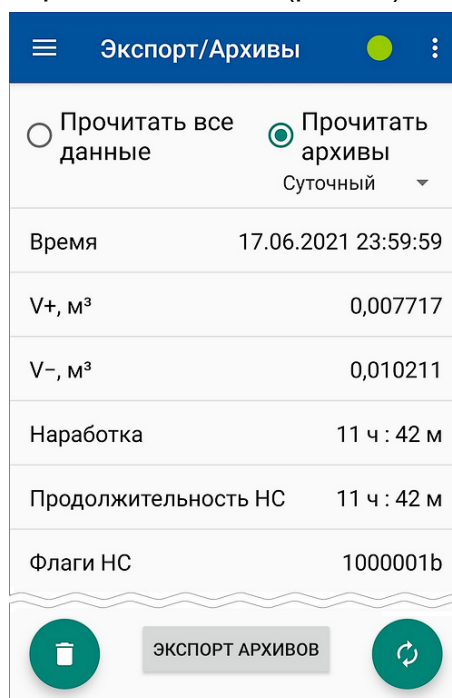 Экспорт/Архивы
Прочитать все данные
Прочитать архивы
Суточный
Время 17.06.2021 23:59:59
V+, м³ 0,007717
V−, м³ 0,010211
Наработка 11 ч : 42 м
Продолжительность НС 11 ч : 42 м
Флаги НС 1000001b
ЭКСПОРТ АРХИВОВ